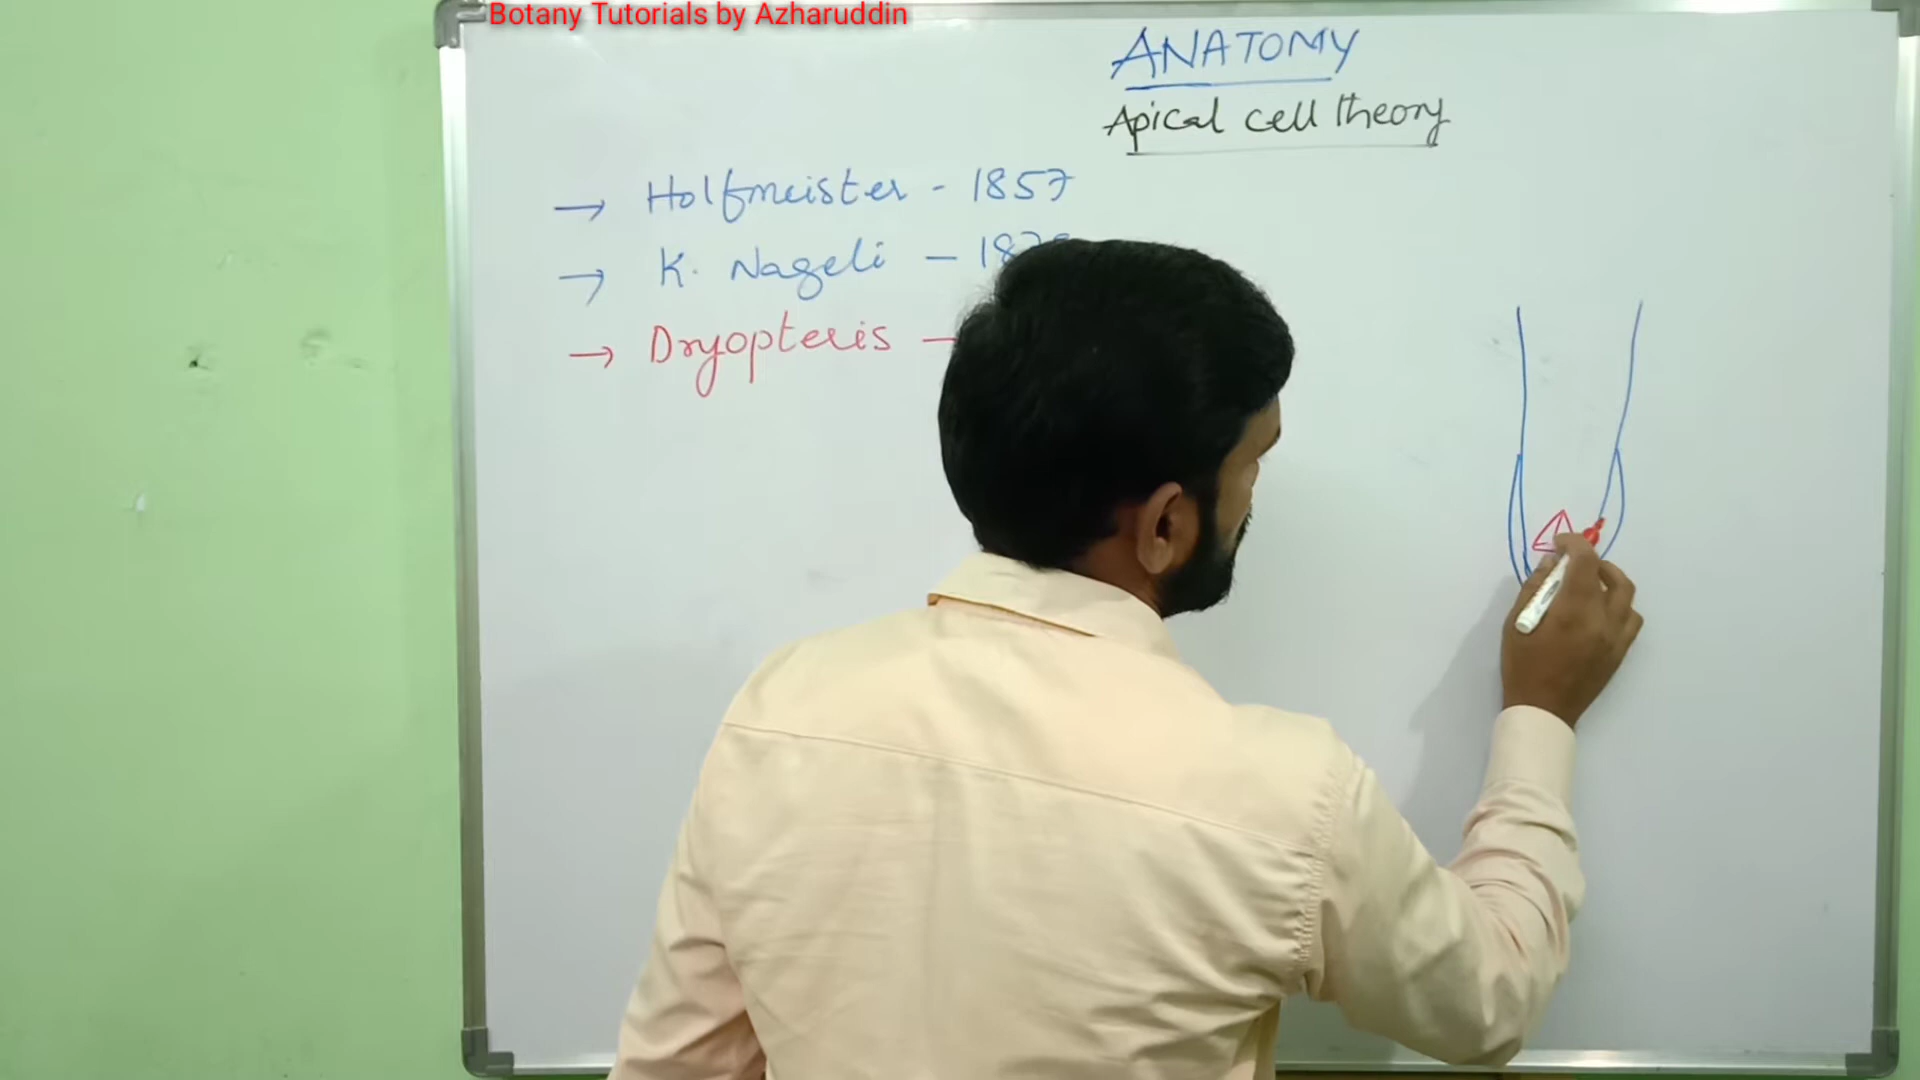 Botany Tutorials by Azharuddin
ANATOMY
Apical cell theory
→ Holfmeister - 1857
→ K. Nageli -
→ Dryopteris -